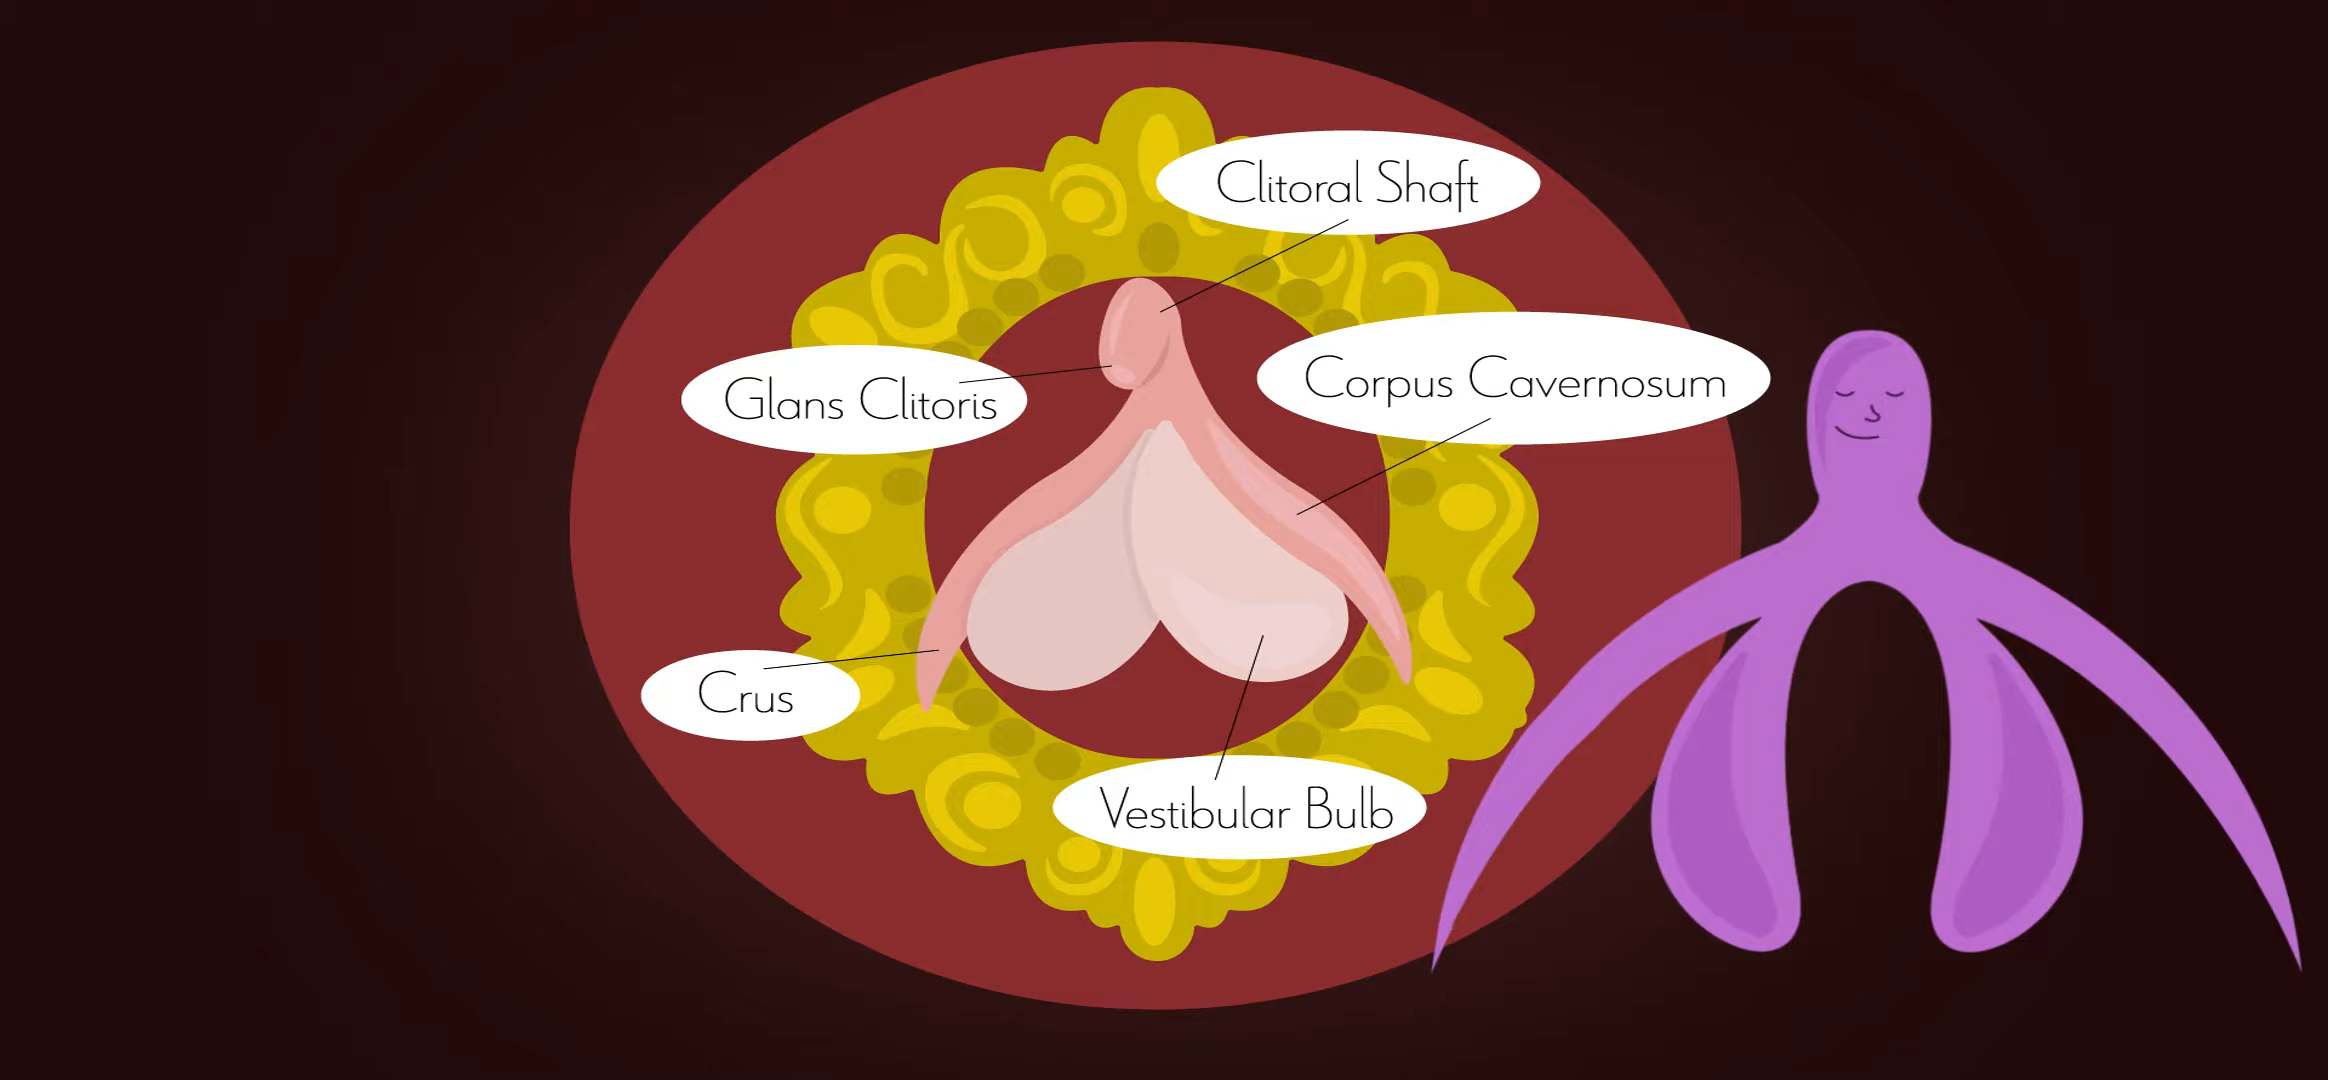 Clitoral Shaft
Glans Clitoris
Corpus Cavernosum
Crus
Vestibular Bulb